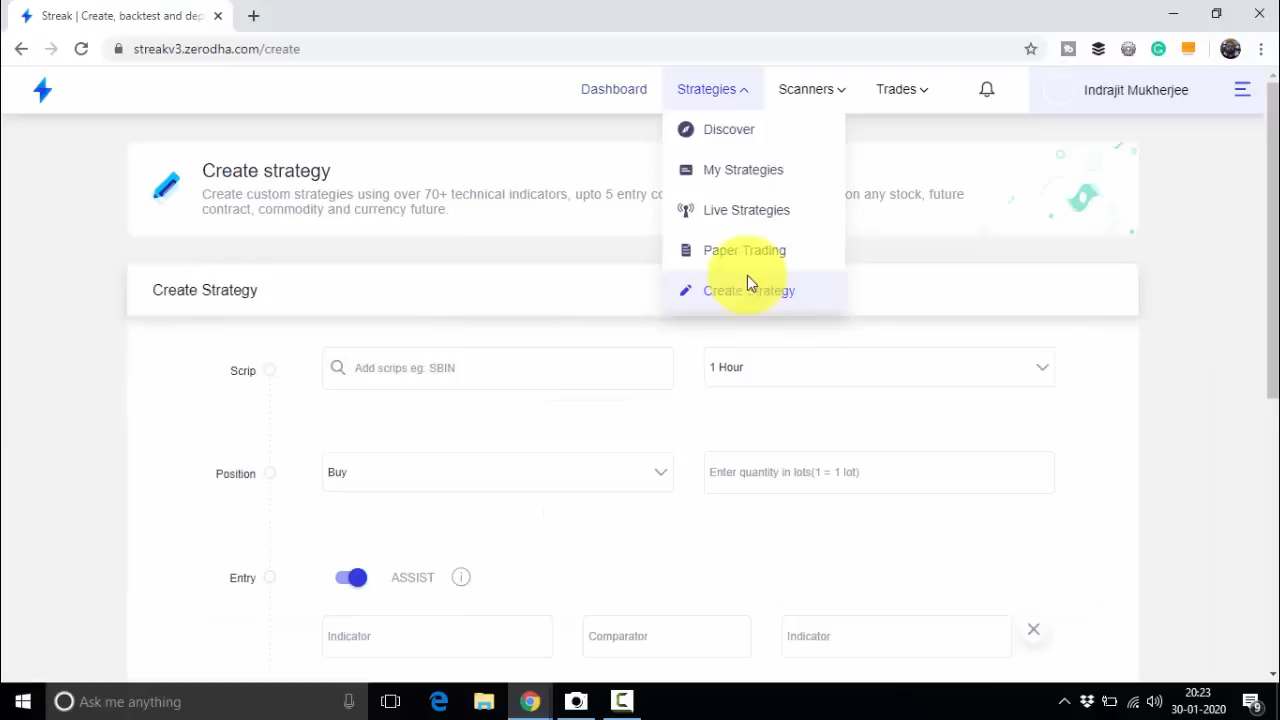 Streak | Create, backtest and dep
streakv3.zerodha.com/create
Dashboard
Strategies
Scanners
Trades
Indrajit Mukherjee
Discover
My Strategies
Live Strategies
Paper Trading
Create Strategy
Create strategy
Create custom strategies using over 70+ technical indicators, upto 5 entry co on any stock, future
contract, commodity and currency future.
Create Strategy
Scrip
Add scrips eg: SBIN
1 Hour
Position
Buy
Enter quantity in lots(1 = 1 lot)
Entry
ASSIST
i
Indicator
Comparator
Indicator
Ask me anything
20:23
30-01-2020
9